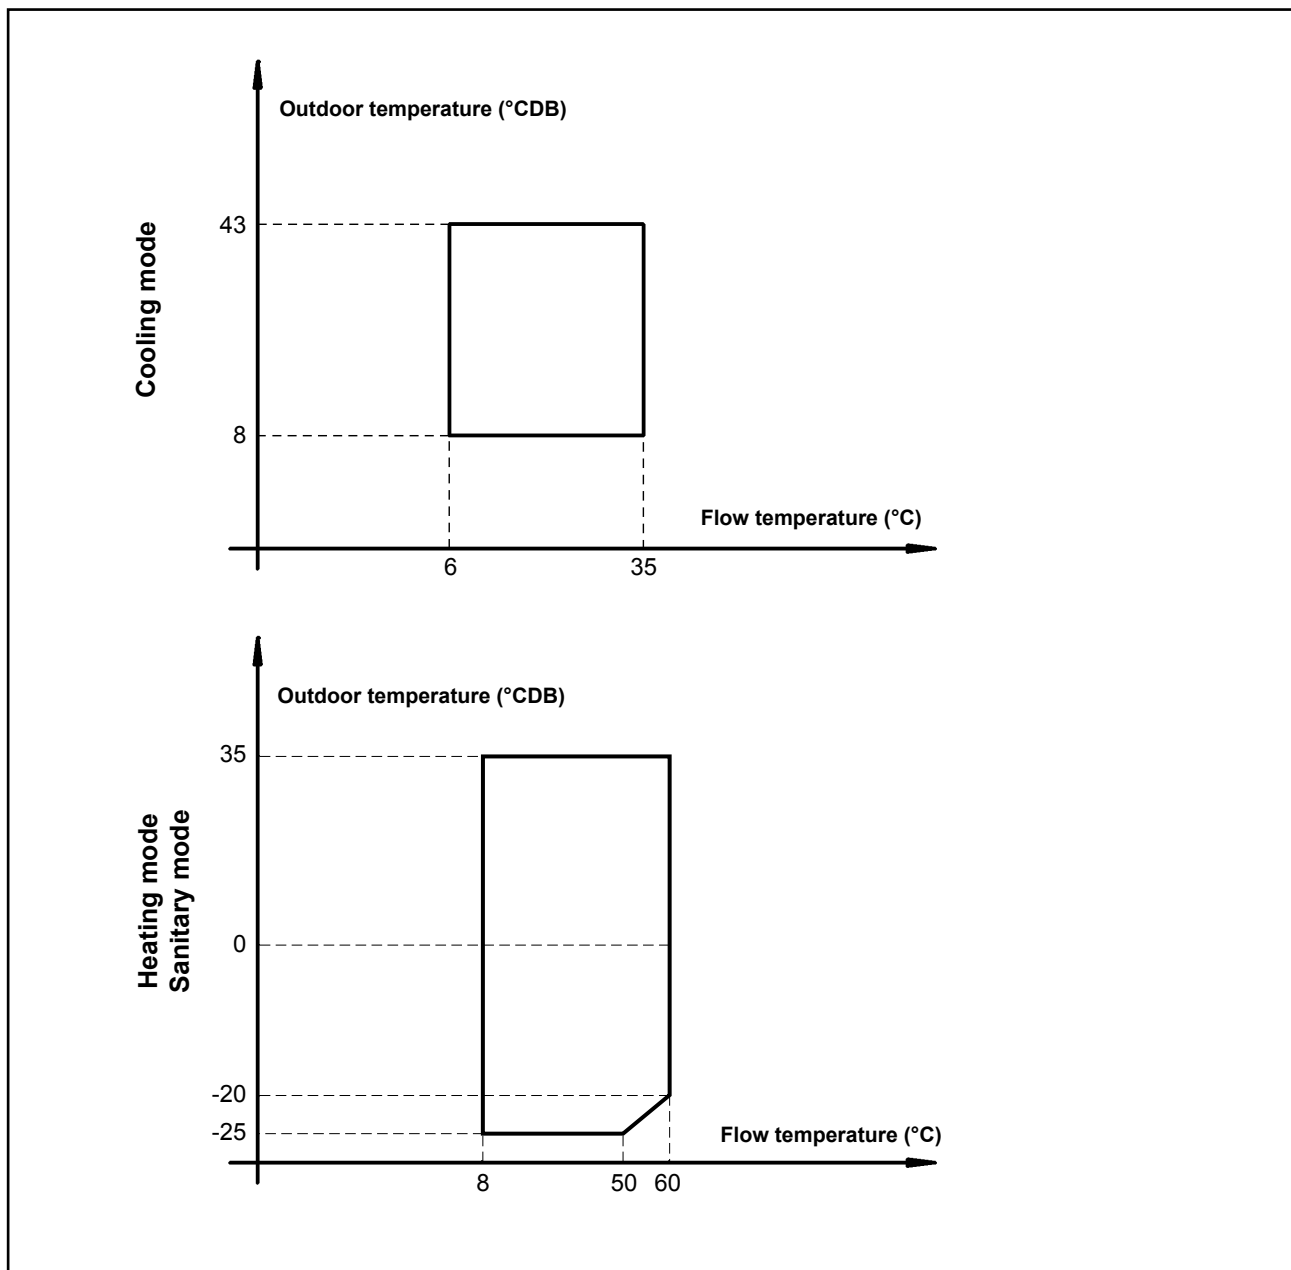 Outdoor temperature (°CDB)
43
Cooling mode
8
Flow temperature (°C)
6
35
Outdoor temperature (°CDB)
35
Heating mode
Sanitary mode
0
-20
-25
Flow temperature (°C)
8
50
60